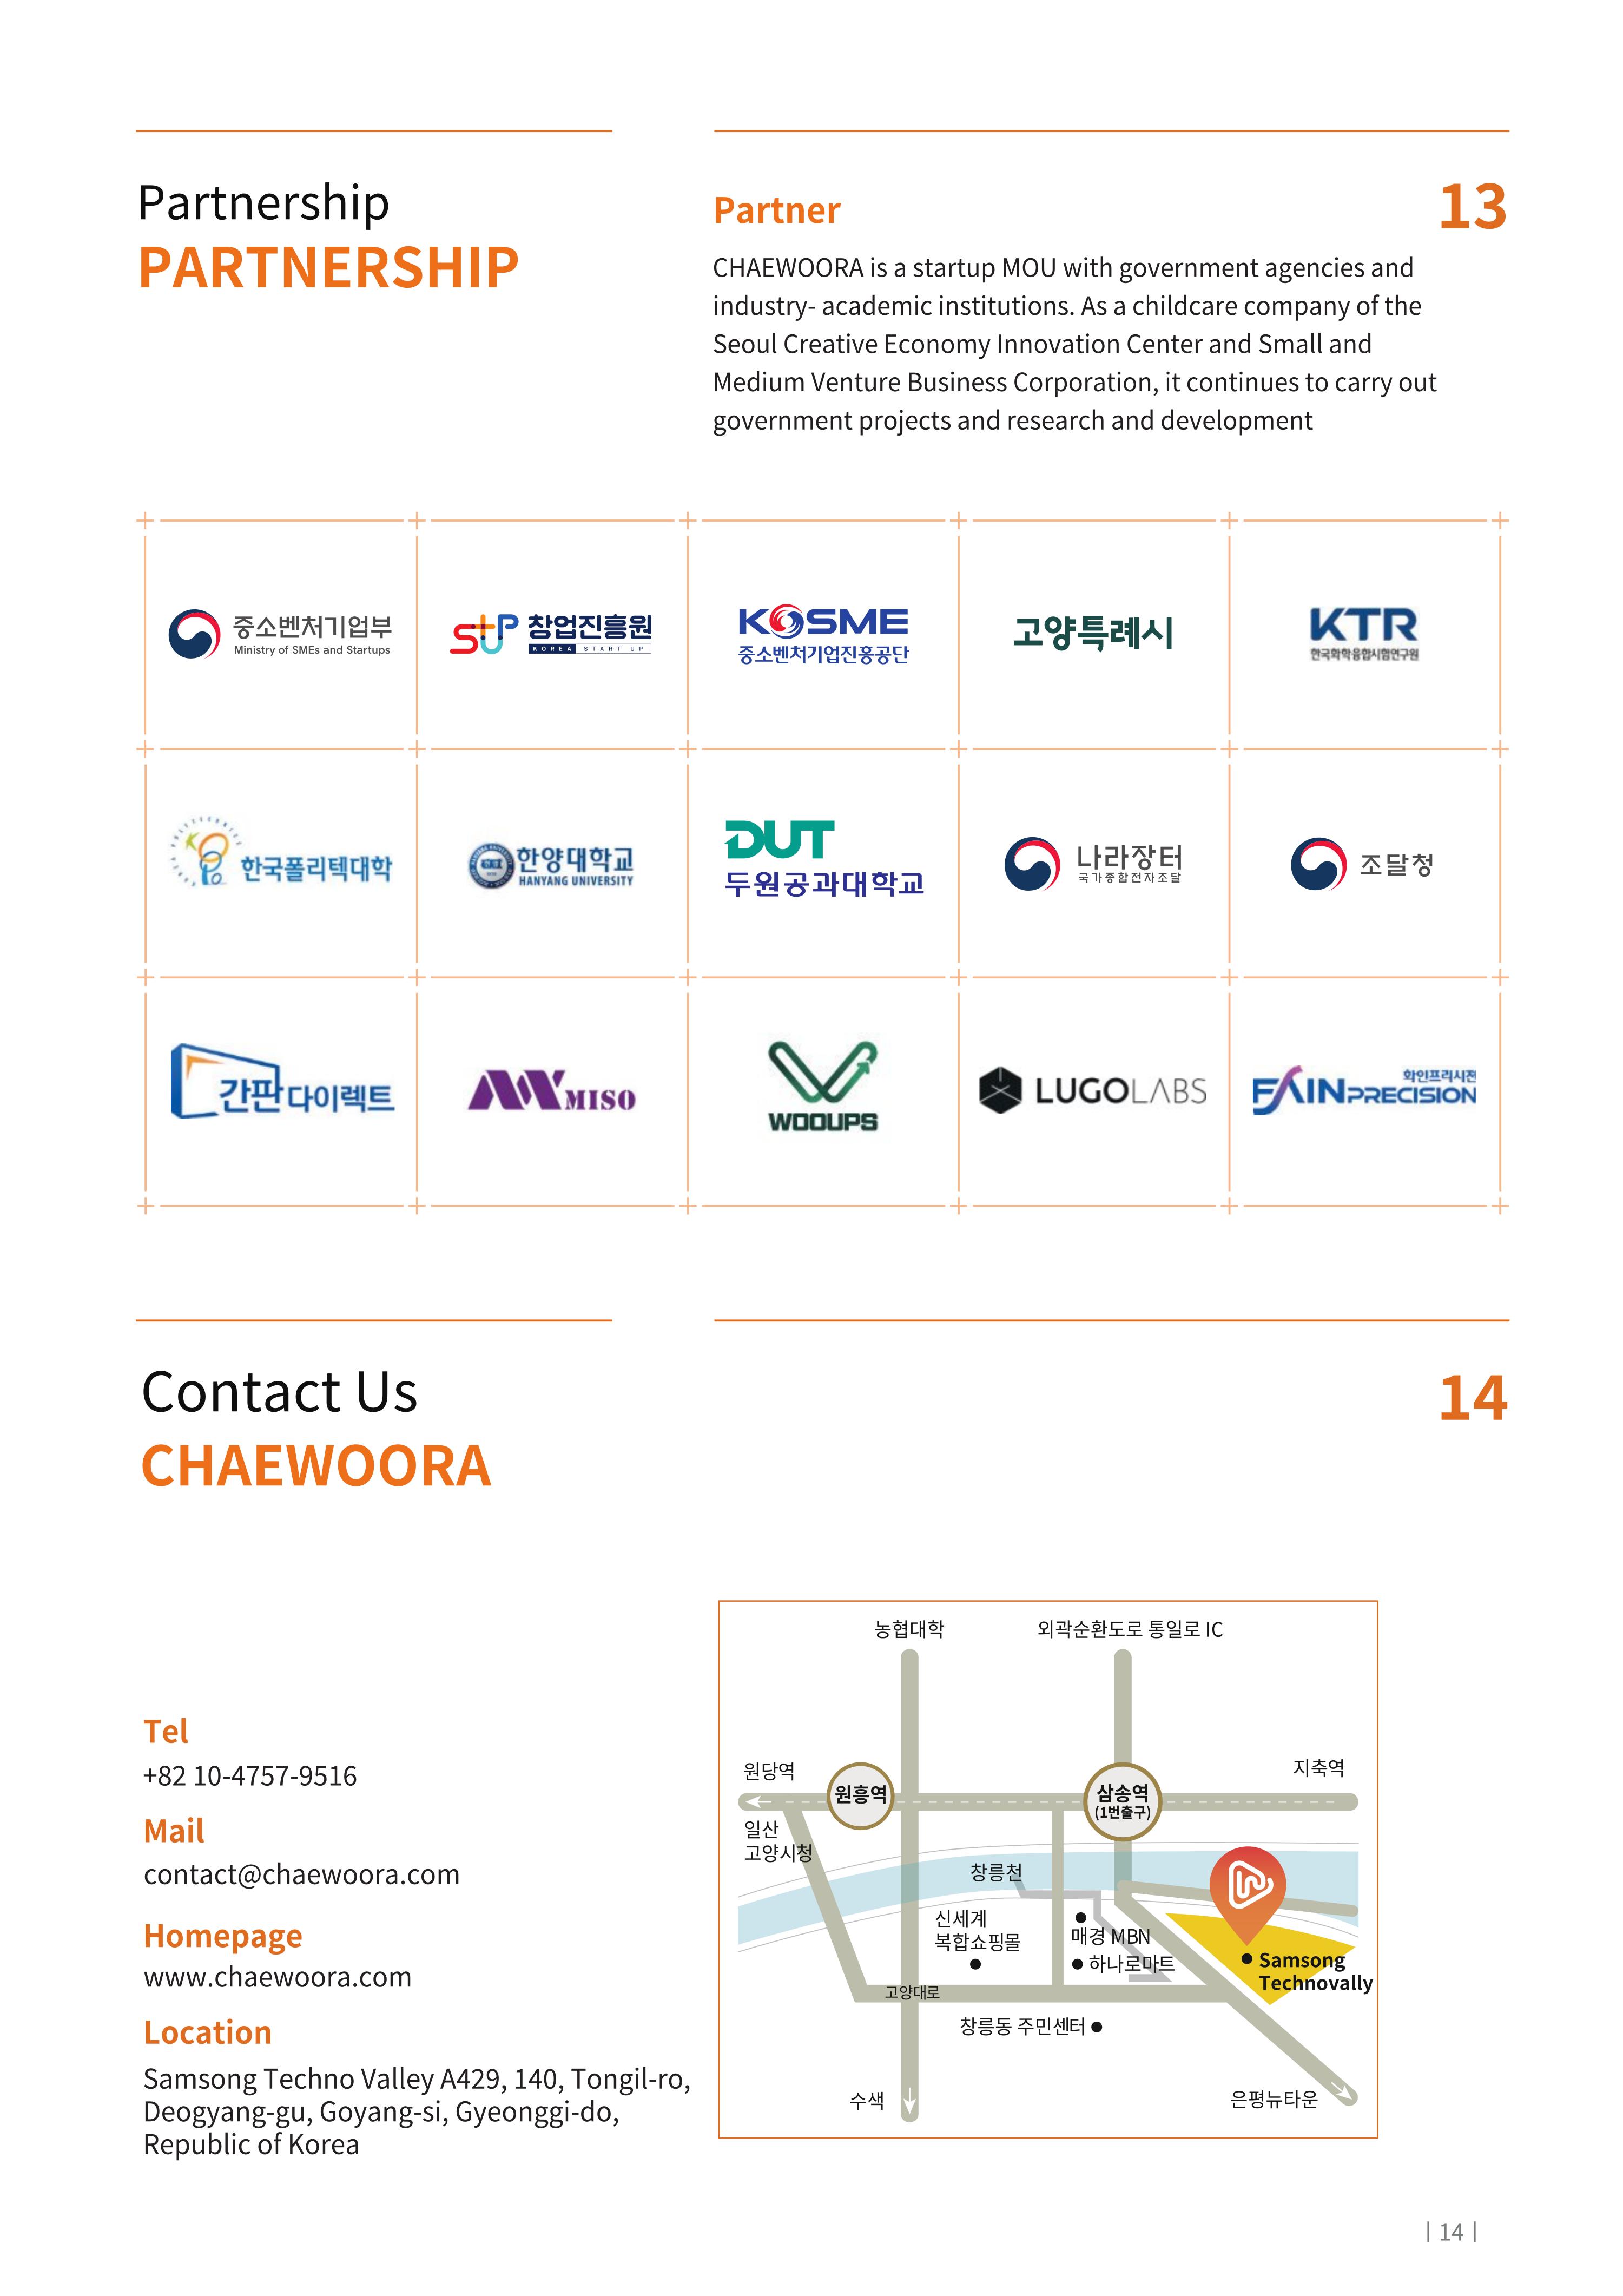 Partnership
PARTNERSHIP
Partner
13
CHAEWOORA is a startup MOU with government agencies and
industry- academic institutions. As a childcare company of the
Seoul Creative Economy Innovation Center and Small and
Medium Venture Business Corporation, it continues to carry out
government projects and research and development
중소벤처기업부
Ministry of SMEs and Startups
StUP 창업진흥원
KOREA START UP
KOSME
중소벤처기업진흥공단
고양특례시
KTR
한국화학융합시험연구원
한국폴리텍대학
한양대학교
HANYANG UNIVERSITY
DUT
두원공과대학교
나라장터
국가종합전자조달
조달청
간판다이렉트
MISO
WOOUPS
LUGOLABS
화인프리시젼
FAINPRECISION
Contact Us
CHAEWOORA
14
Tel
+82 10-4757-9516
Mail
contact@chaewoora.com
Homepage
www.chaewoora.com
Location
Samsong Techno Valley A429, 140, Tongil-ro,
Deogyang-gu, Goyang-si, Gyeonggi-do,
Republic of Korea
농협대학
외곽순환도로 통일로 IC
원당역
원흥역
삼송역
(1번출구)
지축역
일산
고양시청
창릉천
신세계
복합쇼핑몰
매경 MBN
하나로마트
Samsong
Technovally
고양대로
창릉동 주민센터
수색
은평뉴타운
| 14 |